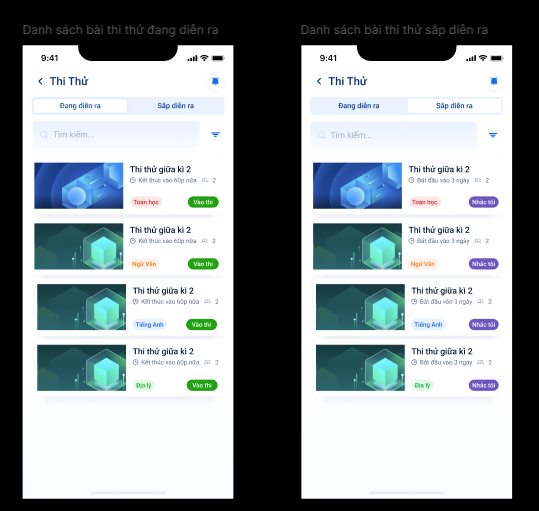 Danh sách bài thi thử đang diễn ra
9:41
Thi Thử
Đang diễn ra
Sắp diễn ra
Tìm kiếm...
Thi thử giữa kì 2
Kết thúc vào 60p nữa 2
Toán học
Vào thi
Thi thử giữa kì 2
Kết thúc vào 60p nữa 2
Ngữ Văn
Vào thi
Thi thử giữa kì 2
Kết thúc vào 60p nữa 2
Tiếng Anh
Vào thi
Thi thử giữa kì 2
Kết thúc vào 60p nữa 2
Địa lý
Vào thi
Danh sách bài thi thử sắp diễn ra
9:41
Thi Thử
Đang diễn ra
Sắp diễn ra
Tìm kiếm...
Thi thử giữa kì 2
Bắt đầu vào 3 ngày 2
Toán học
Nhắc tôi
Thi thử giữa kì 2
Bắt đầu vào 3 ngày 2
Ngữ Văn
Nhắc tôi
Thi thử giữa kì 2
Bắt đầu vào 3 ngày 2
Tiếng Anh
Nhắc tôi
Thi thử giữa kì 2
Bắt đầu vào 3 ngày 2
Địa lý
Nhắc tôi